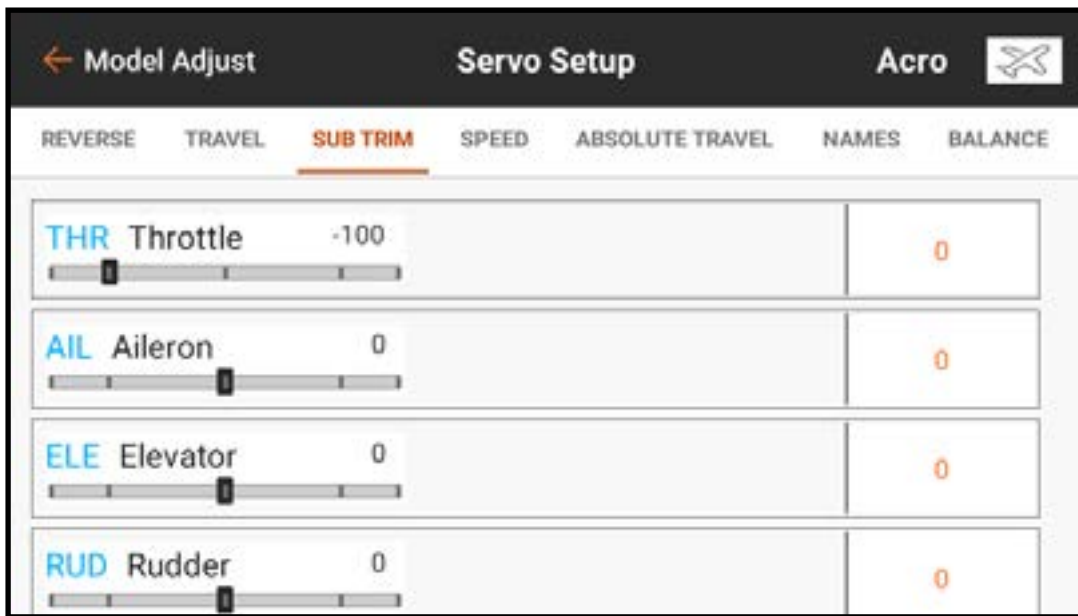 Model Adjust Servo Setup Acro
REVERSE TRAVEL SUB TRIM SPEED ABSOLUTE TRAVEL NAMES BALANCE
THR Throttle -100 0
AIL Aileron 0 0
ELE Elevator 0 0
RUD Rudder 0 0